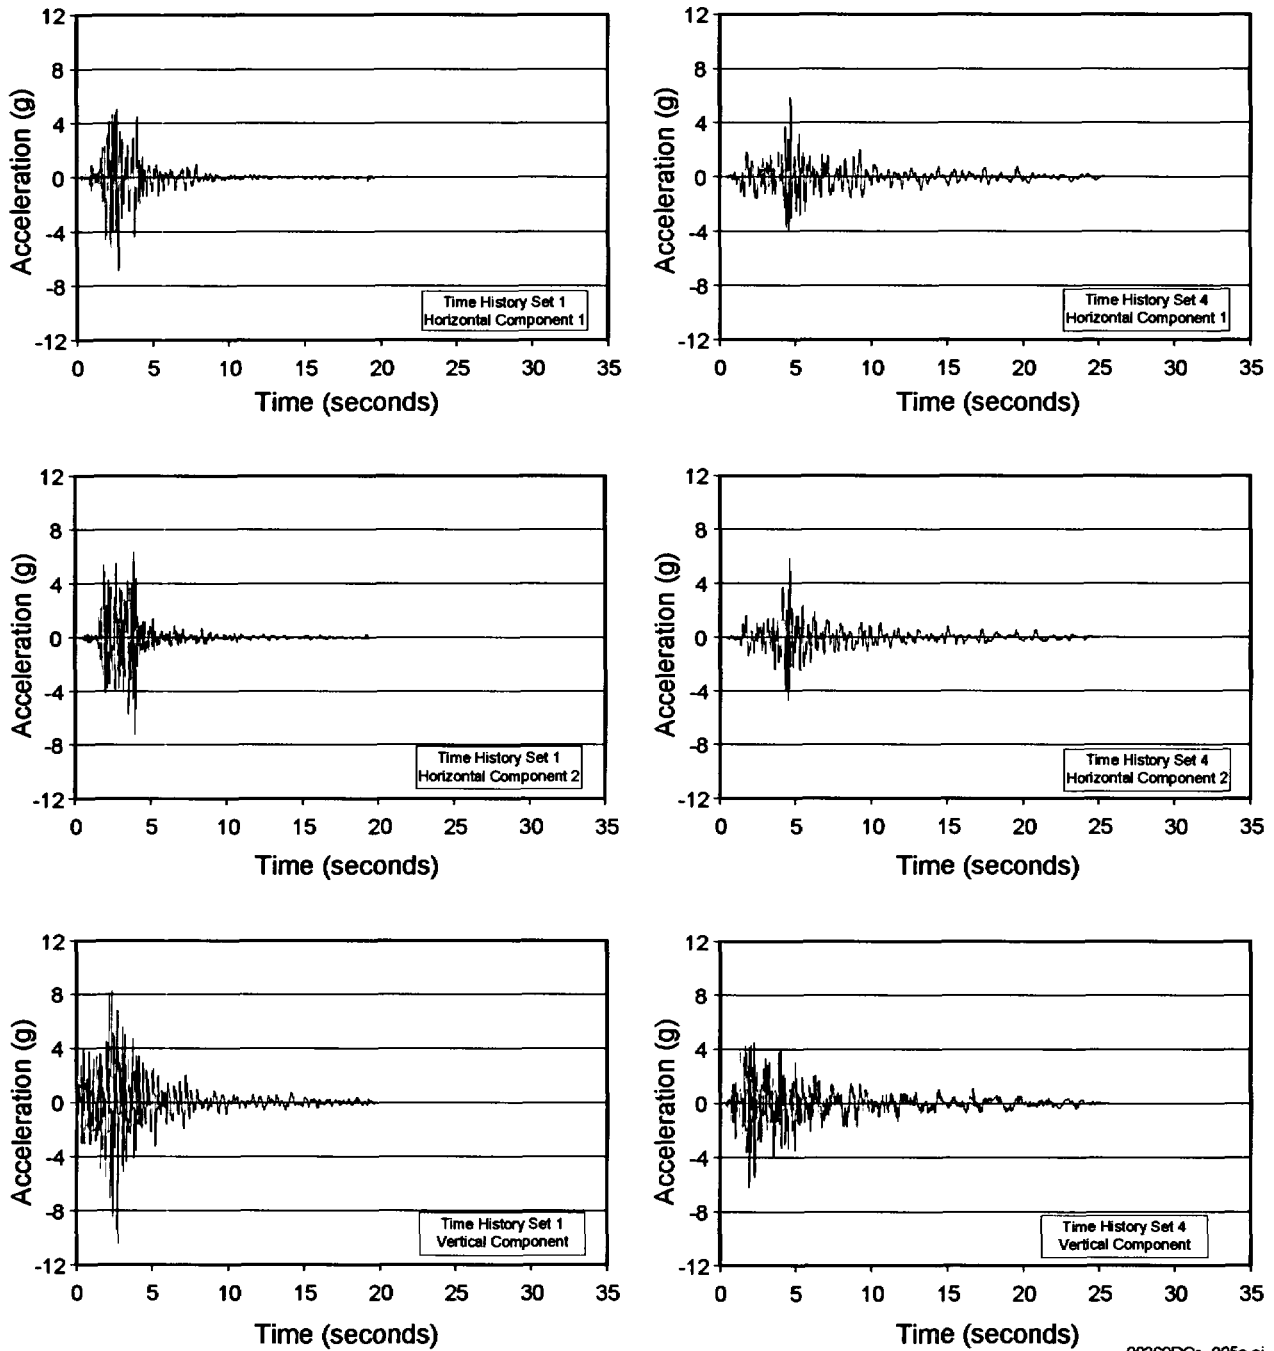 12
8
4
0
-4
-8
-12
Acceleration (g)
Time History Set 1
Horizontal Component 1
0 5 10 15 20 25 30 35
Time (seconds)
12
8
4
0
-4
-8
-12
Acceleration (g)
Time History Set 4
Horizontal Component 1
0 5 10 15 20 25 30 35
Time (seconds)
12
8
4
0
-4
-8
-12
Acceleration (g)
Time History Set 1
Horizontal Component 2
0 5 10 15 20 25 30 35
Time (seconds)
12
8
4
0
-4
-8
-12
Acceleration (g)
Time History Set 4
Horizontal Component 2
0 5 10 15 20 25 30 35
Time (seconds)
12
8
4
0
-4
-8
-12
Acceleration (g)
Time History Set 1
Vertical Component
0 5 10 15 20 25 30 35
Time (seconds)
12
8
4
0
-4
-8
-12
Acceleration (g)
Time History Set 4
Vertical Component
0 5 10 15 20 25 30 35
Time (seconds)